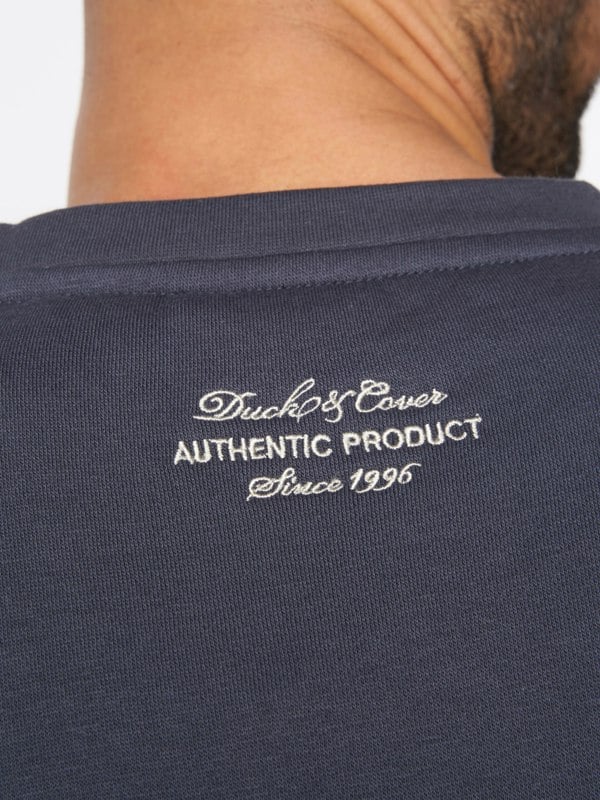 Duck & Cover
AUTHENTIC PRODUCT
Since 1996